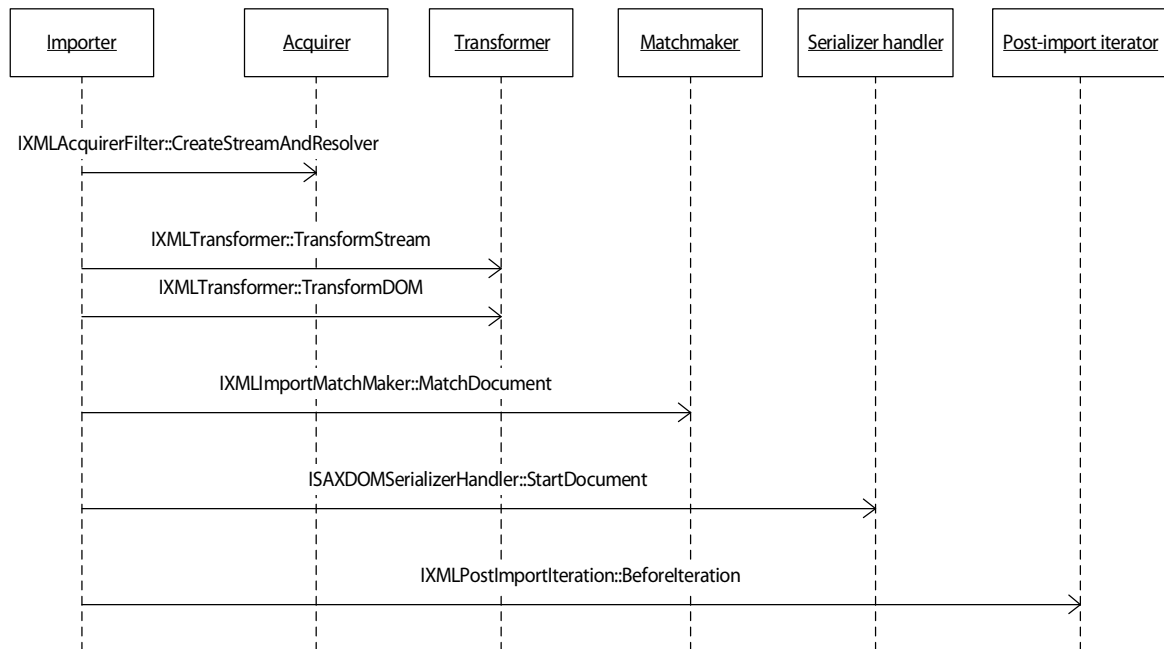 Importer
Acquirer
Transformer
Matchmaker
Serializer handler
Post-import iterator
IXMLAcquirerFilter::CreateStreamAndResolver
IXMLTransformer::TransformStream
IXMLTransformer::TransformDOM
IXMLImportMatchMaker::MatchDocument
ISAXDOMSerializerHandler::StartDocument
IXMLPostImportIteration::BeforeIteration